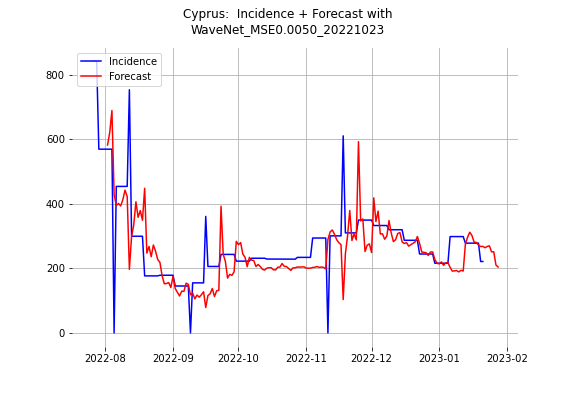 Cyprus:  Incidence + Forecast with
WaveNet_MSE0.0050_20221023
Incidence
Forecast
800
600
400
200
0
2022-08 2022-09 2022-10 2022-11 2022-12 2023-01 2023-02